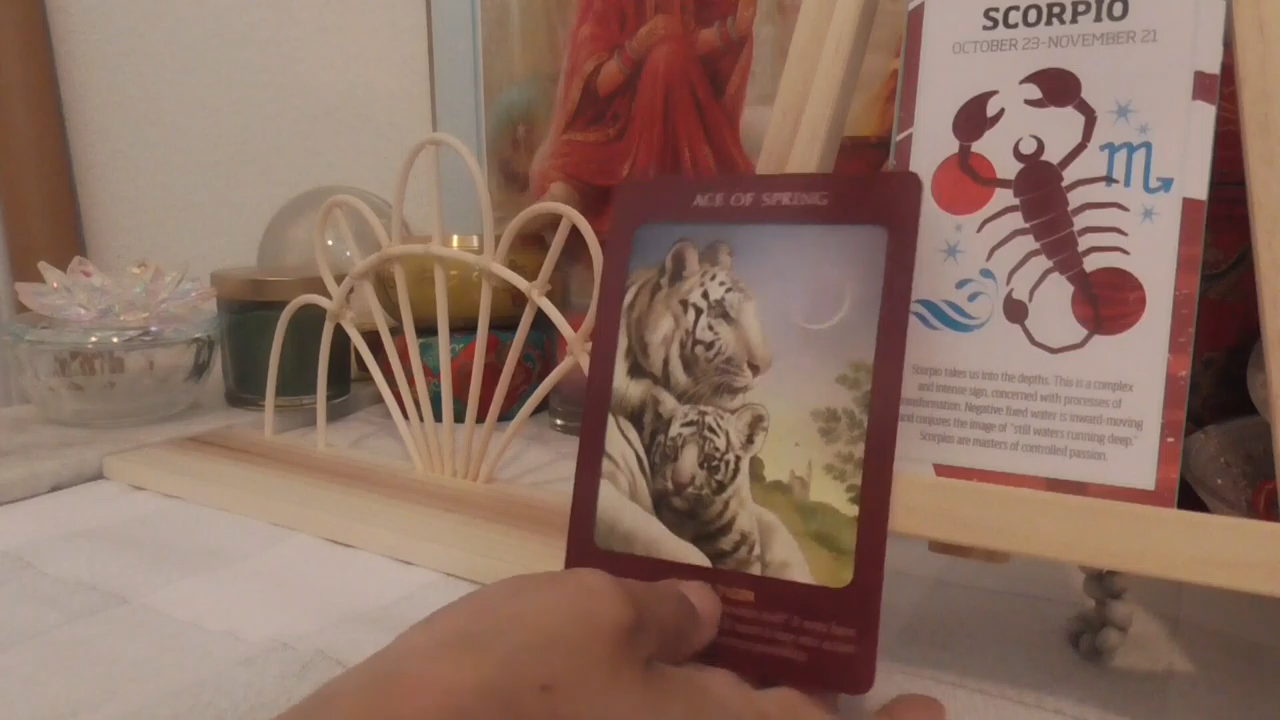 SCORPIO
OCTOBER 23-NOVEMBER 21
Scorpio takes us into the depths. This is a complex
and intense sign, concerned with processes of
transformation. Negative fixed water is inward-moving
and conjures the image of "still waters running deep."
Scorpios are masters of controlled passion.
ACE OF SPRING